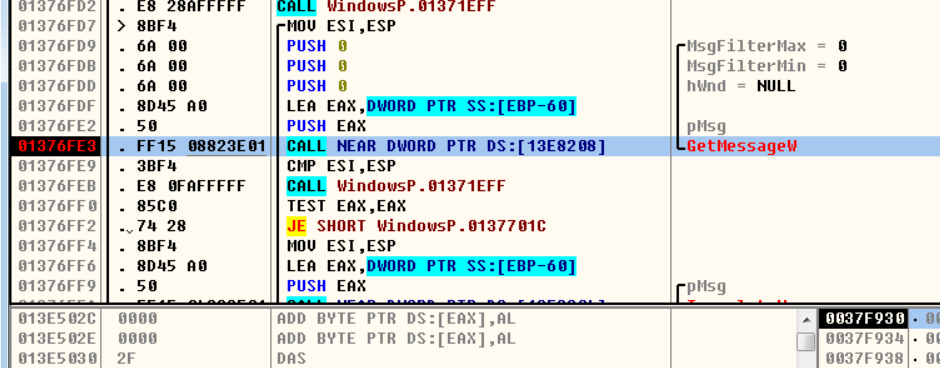 01376FD2 . E8 28AFFFFF CALL WindowsP.01371EFF
01376FD7 > 8BF4 MOV ESI,ESP
01376FD9 . 6A 00 PUSH 0 MsgFilterMax = 0
01376FDB . 6A 00 PUSH 0 MsgFilterMin = 0
01376FDD . 6A 00 PUSH 0 hWnd = NULL
01376FDF . 8D45 A0 LEA EAX,DWORD PTR SS:[EBP-60]
01376FE2 . 50 PUSH EAX pMsg
01376FE3 . FF15 08823E01 CALL NEAR DWORD PTR DS:[13E8208] GetMessageW
01376FE9 . 3BF4 CMP ESI,ESP
01376FEB . E8 0FAFFFFF CALL WindowsP.01371EFF
01376FF0 . 85C0 TEST EAX,EAX
01376FF2 . 74 28 JE SHORT WindowsP.0137701C
01376FF4 . 8BF4 MOV ESI,ESP
01376FF6 . 8D45 A0 LEA EAX,DWORD PTR SS:[EBP-60]
01376FF9 . 50 PUSH EAX pMsg
013E502C 0000 ADD BYTE PTR DS:[EAX],AL 0037F930
013E502E 0000 ADD BYTE PTR DS:[EAX],AL 0037F934
013E5030 2F DAS 0037F938